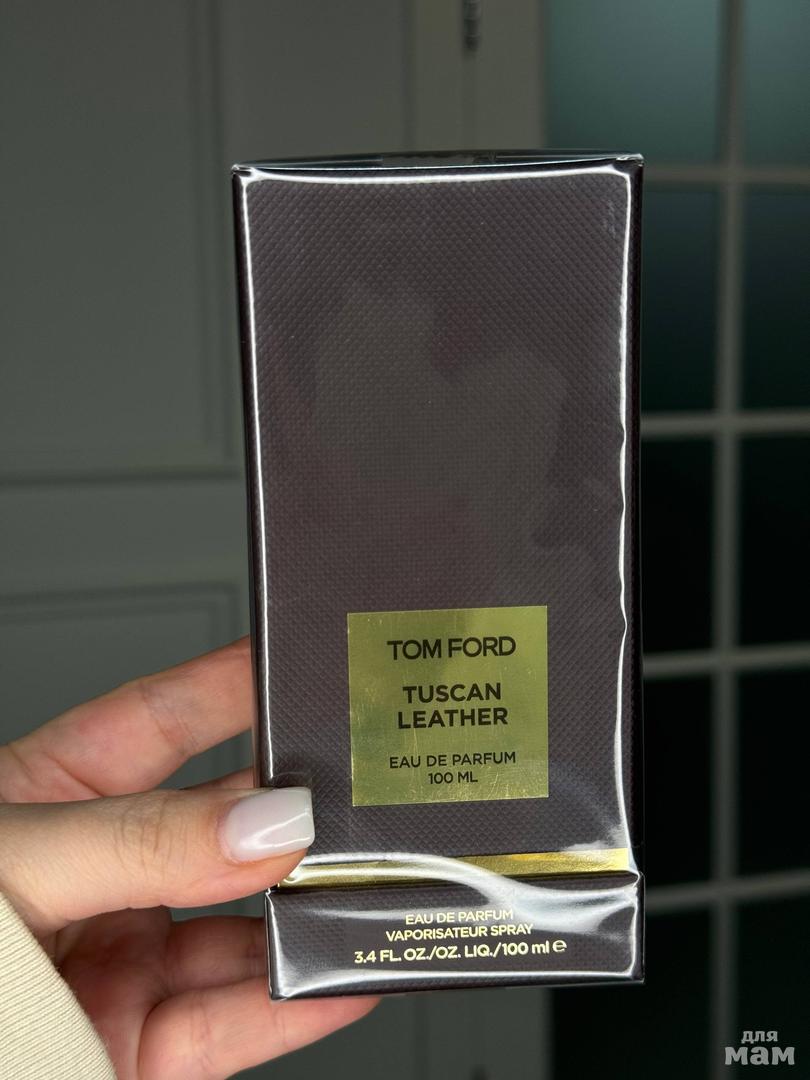 TOM FORD
TUSCAN
LEATHER
EAU DE PARFUM
100 ML
EAU DE PARFUM
VAPORISATEUR SPRAY
3.4 FL. OZ./OZ. LIQ./100 ml ℮
для
мам